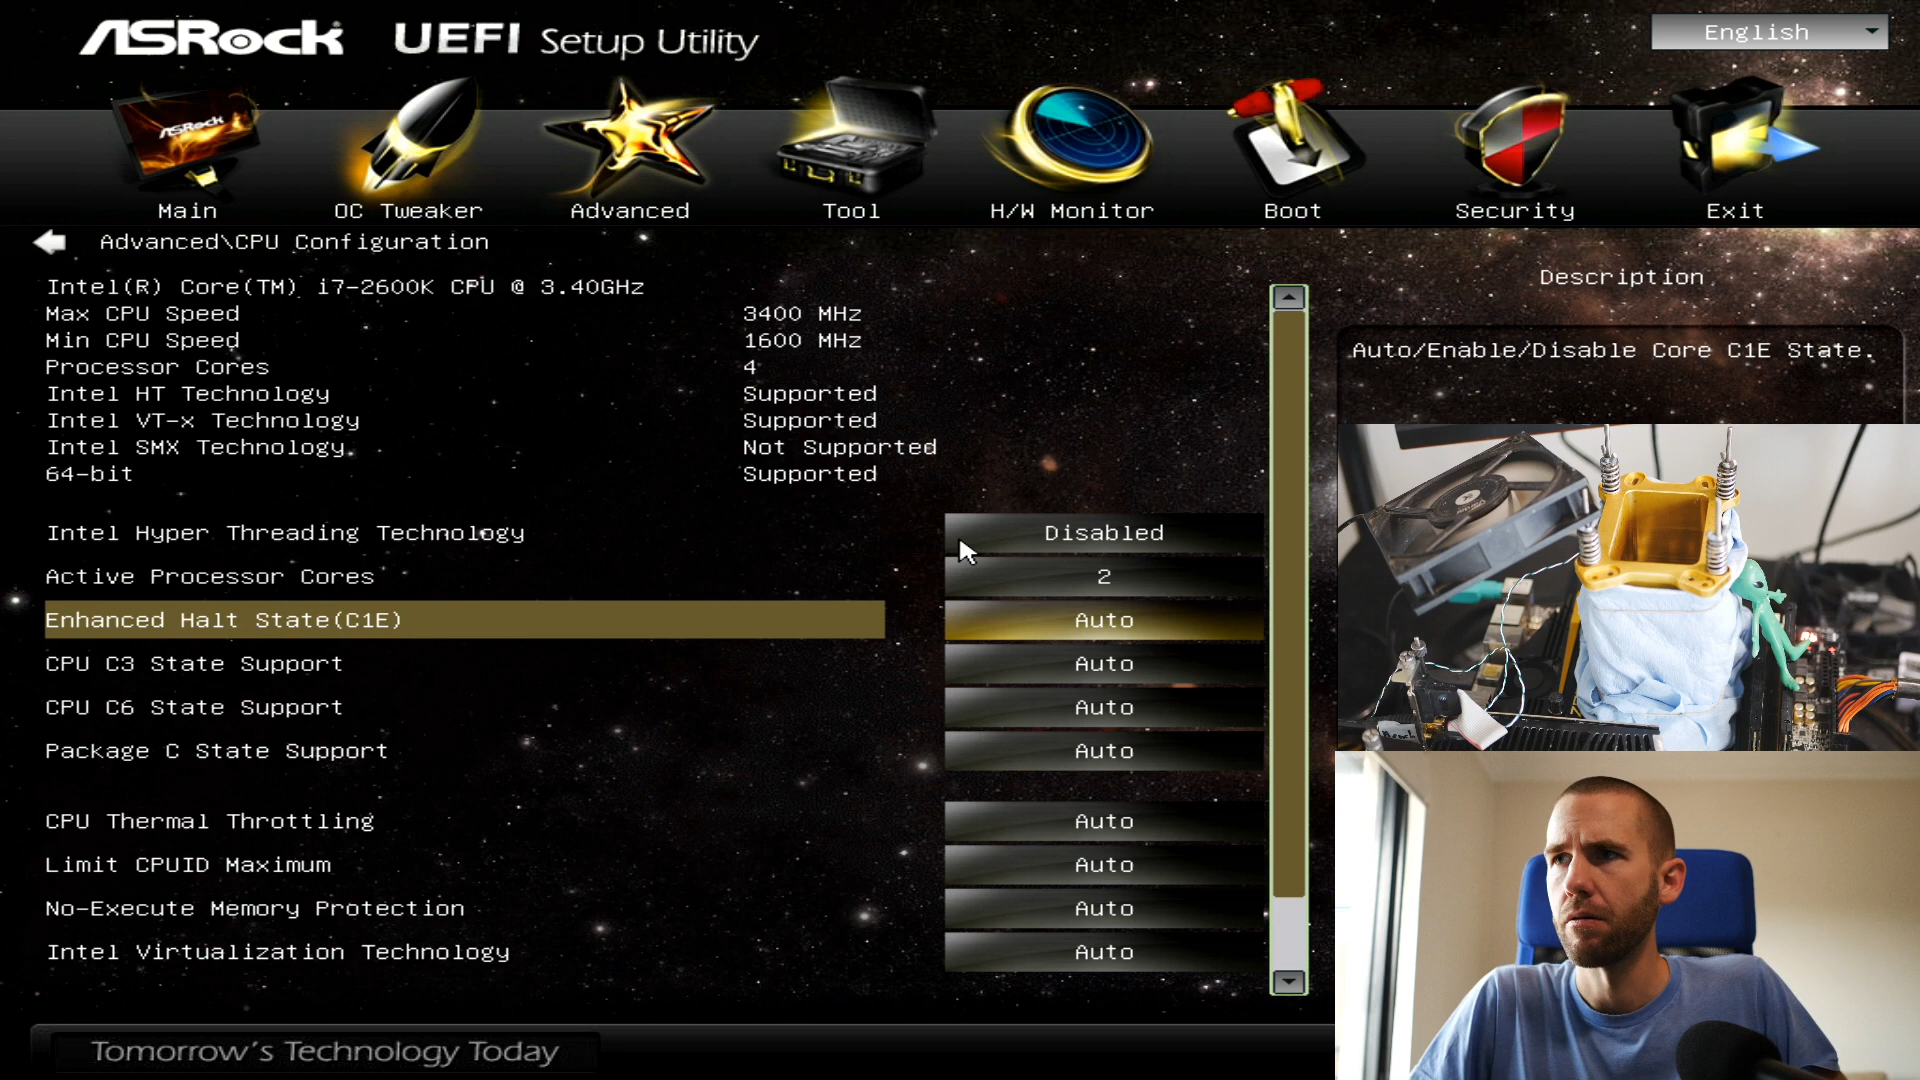 ASRock UEFI Setup Utility
English
ASRock
Main OC Tweaker Advanced Tool H/W Monitor Boot Security Exit
Advanced\CPU Configuration
Description
Intel(R) Core(TM) i7-2600K CPU @ 3.40GHz
Max CPU Speed 3400 MHz
Min CPU Speed 1600 MHz
Processor Cores 4
Intel HT Technology Supported
Intel VT-x Technology Supported
Intel SMX Technology Not Supported
64-bit Supported
Auto/Enable/Disable Core C1E State.
Intel Hyper Threading Technology Disabled
Active Processor Cores 2
Enhanced Halt State(C1E) Auto
CPU C3 State Support Auto
CPU C6 State Support Auto
Package C State Support Auto
CPU Thermal Throttling Auto
Limit CPUID Maximum Auto
No-Execute Memory Protection Auto
Intel Virtualization Technology Auto
Tomorrow's Technology Today